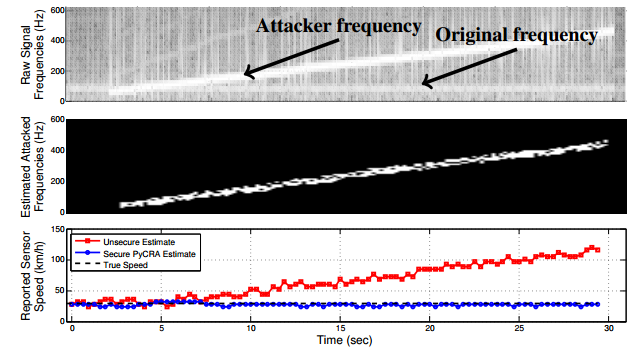 600
400
200
0
Raw Signal
Frequencies (Hz)
Attacker frequency
Original frequency
600
400
200
0
Estimated Attacked
Frequencies (Hz)
150
100
50
0
Reported Sensor
Speed (km/h)
Unsecure Estimate
Secure PyCRA Estimate
True Speed
0 5 10 15 20 25 30
Time (sec)